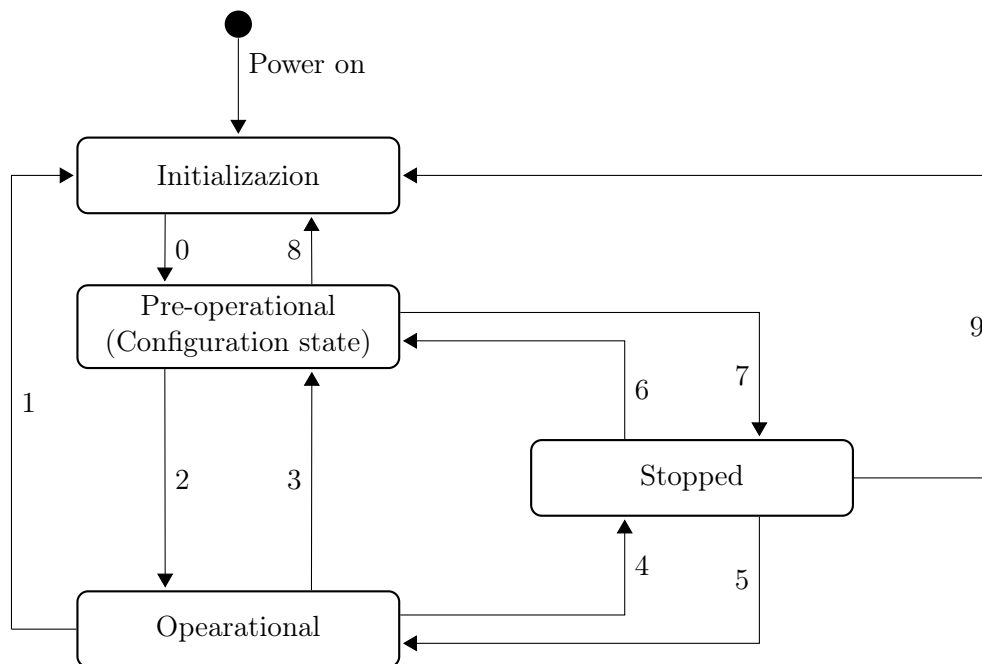 Power on
Initializazion
0
8
Pre-operational
(Configuration state)
9
6
7
1
Stopped
2
3
4
5
Opearational